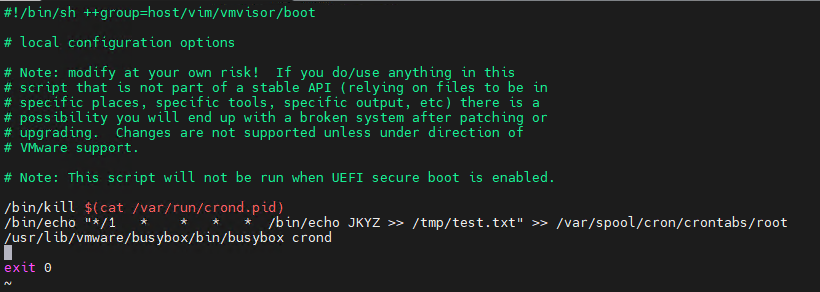 #!/bin/sh ++group=host/vim/vmvisor/boot
# local configuration options
# Note: modify at your own risk!  If you do/use anything in this
# script that is not part of a stable API (relying on files to be in
# specific places, specific tools, specific output, etc) there is a
# possibility you will end up with a broken system after patching or
# upgrading.  Changes are not supported unless under direction of
# VMware support.
# Note: This script will not be run when UEFI secure boot is enabled.
/bin/kill $(cat /var/run/crond.pid)
/bin/echo "*/1   *    *   *   *  /bin/echo JKYZ >> /tmp/test.txt" >> /var/spool/cron/crontabs/root
/usr/lib/vmware/busybox/bin/busybox crond
exit 0
~